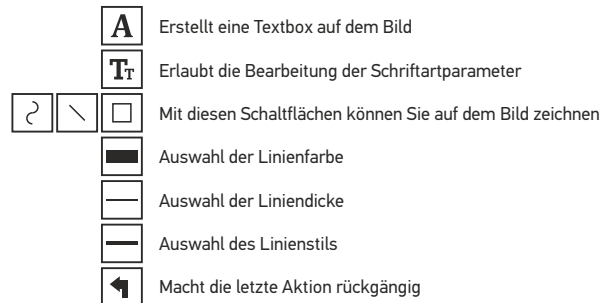 A Erstellt eine Textbox auf dem Bild
TT Erlaubt die Bearbeitung der Schriftartparameter
Mit diesen Schaltflächen können Sie auf dem Bild zeichnen
Auswahl der Linienfarbe
Auswahl der Liniendicke
Auswahl des Linienstils
Macht die letzte Aktion rückgängig